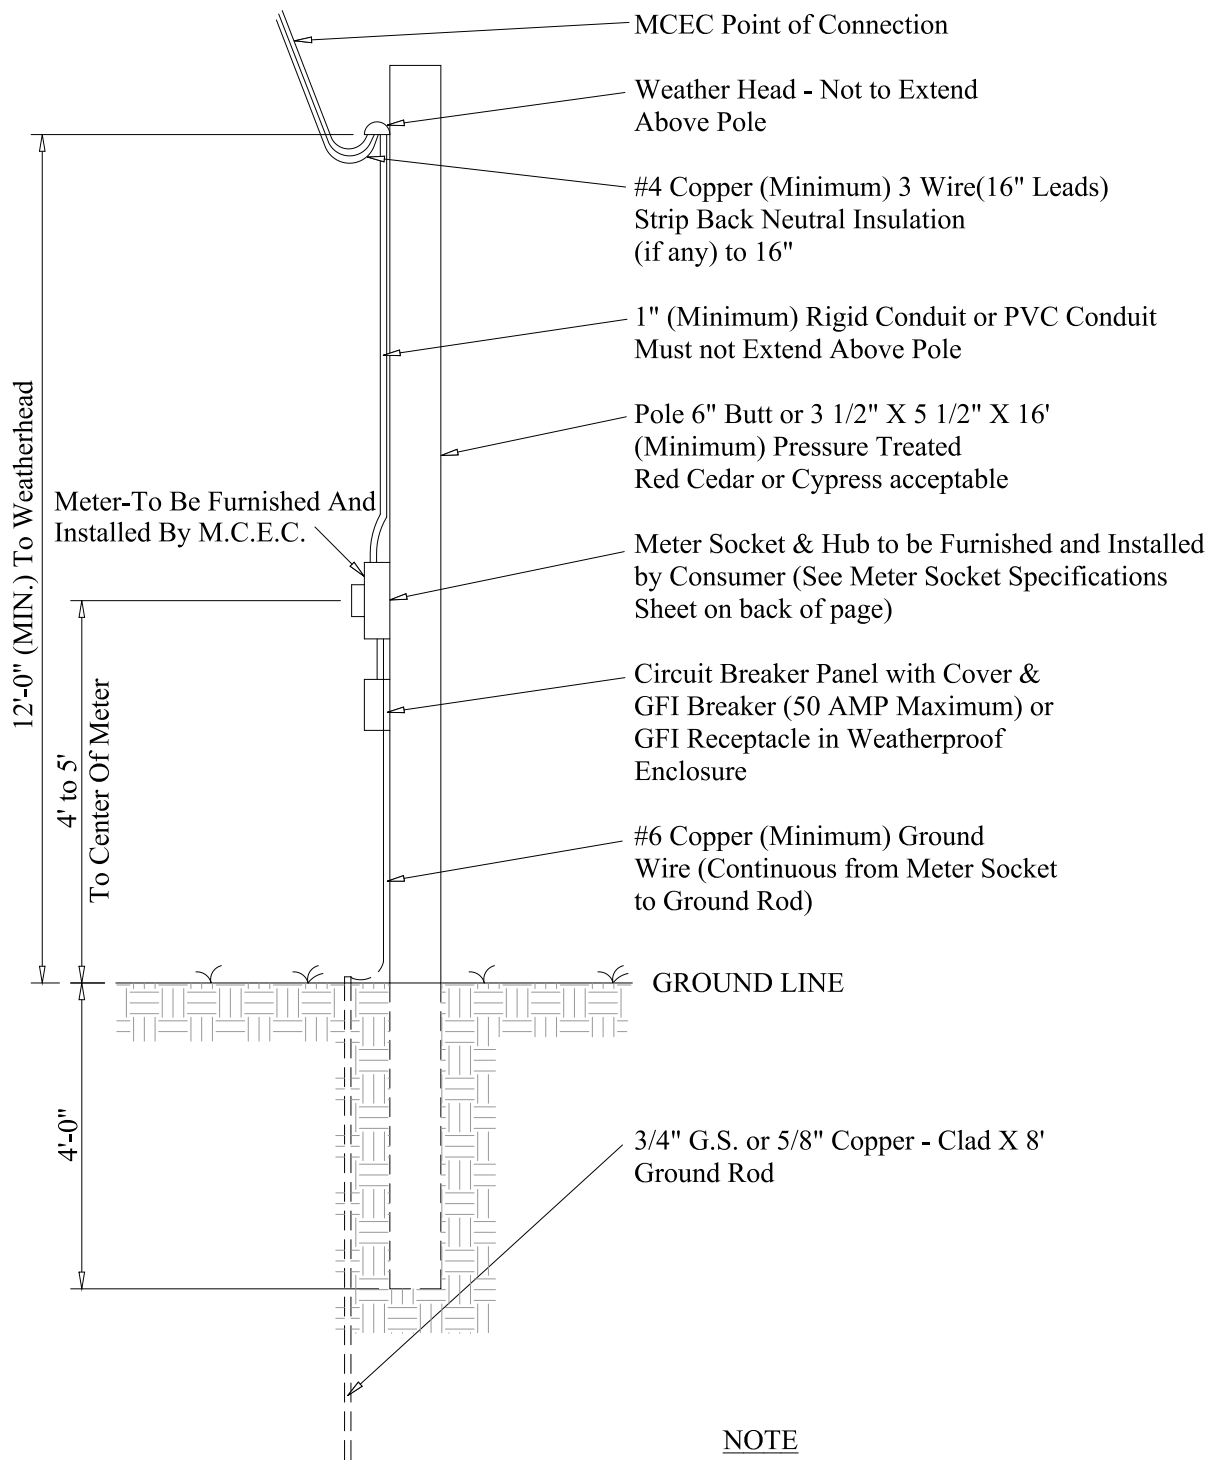 MCEC Point of Connection
Weather Head - Not to Extend
Above Pole
#4 Copper (Minimum) 3 Wire(16" Leads)
Strip Back Neutral Insulation
(if any) to 16"
1" (Minimum) Rigid Conduit or PVC Conduit
Must not Extend Above Pole
12'-0" (MIN.) To Weatherhead
Pole 6" Butt or 3 1/2" X 5 1/2" X 16'
(Minimum) Pressure Treated
Red Cedar or Cypress acceptable
Meter-To Be Furnished And
Installed By M.C.E.C.
Meter Socket & Hub to be Furnished and Installed
by Consumer (See Meter Socket Specifications
Sheet on back of page)
4' to 5'
To Center Of Meter
Circuit Breaker Panel with Cover &
GFI Breaker (50 AMP Maximum) or
GFI Receptacle in Weatherproof
Enclosure
#6 Copper (Minimum) Ground
Wire (Continuous from Meter Socket
to Ground Rod)
GROUND LINE
4'-0"
3/4" G.S. or 5/8" Copper - Clad X 8'
Ground Rod
NOTE